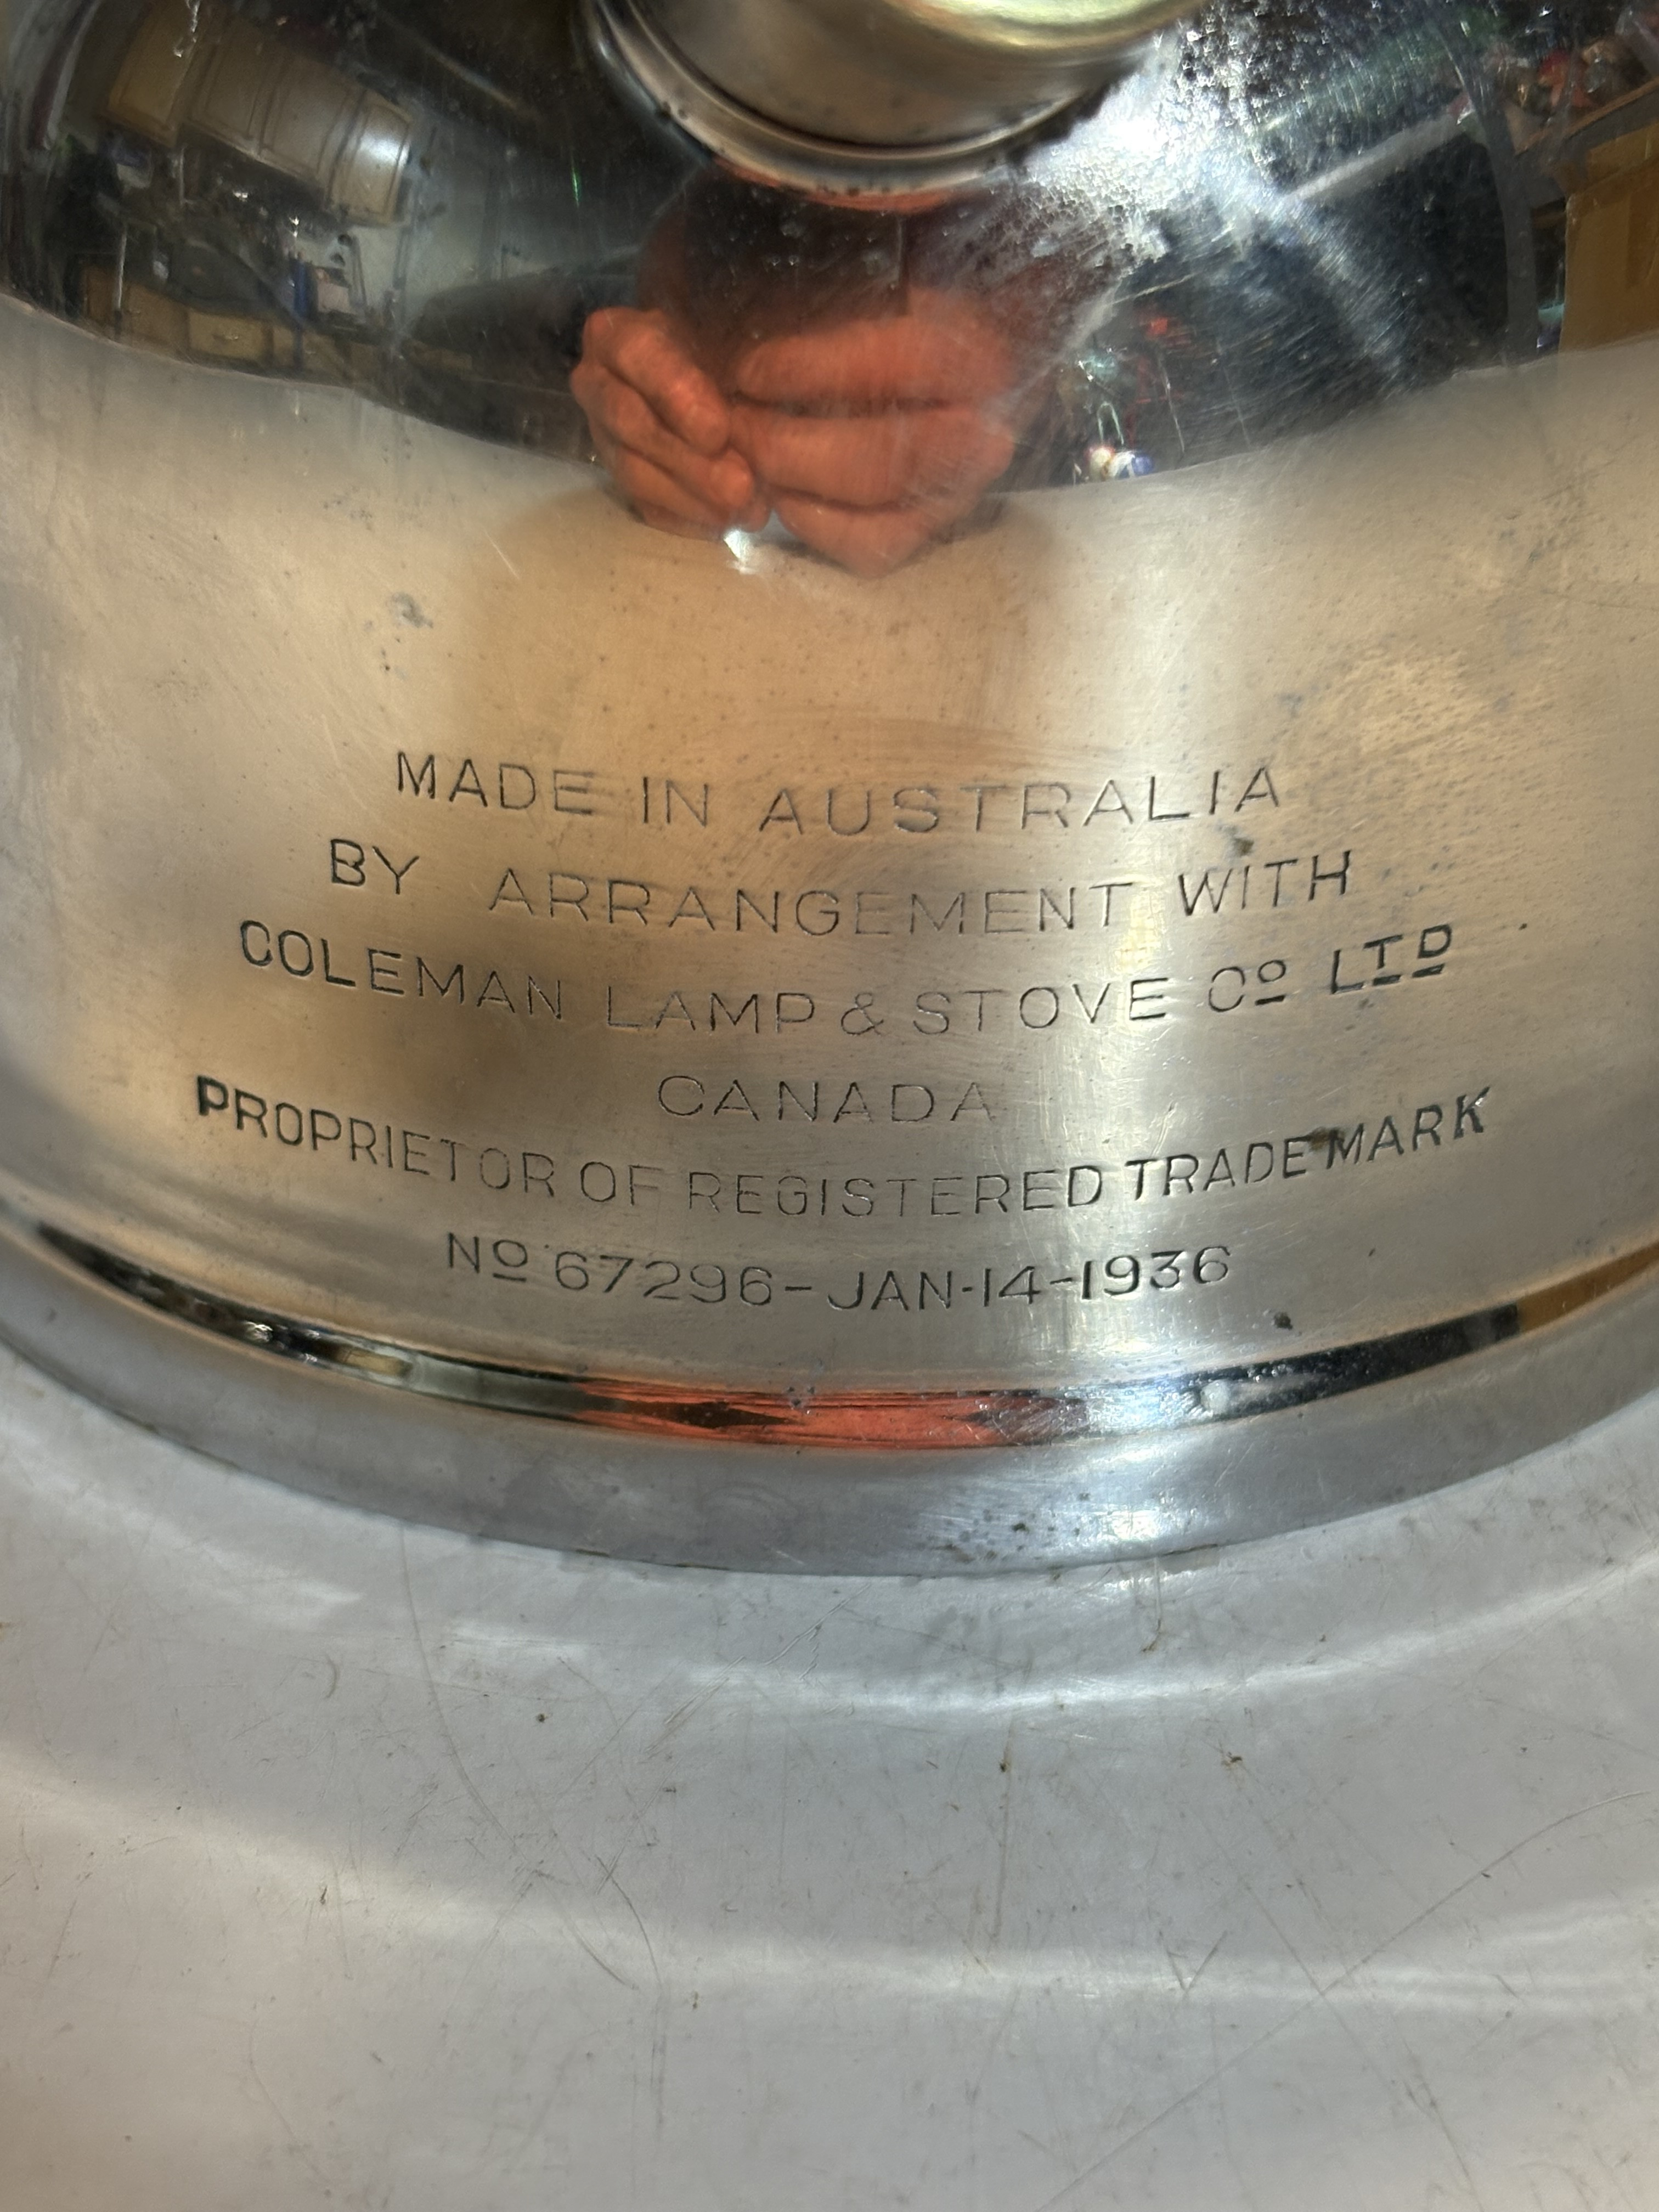 MADE IN AUSTRALIA
BY ARRANGEMENT WITH
COLEMAN LAMP & STOVE Cº LTD
CANADA
PROPRIETOR OF REGISTERED TRADE MARK
Nº 67296-JAN-14-1936